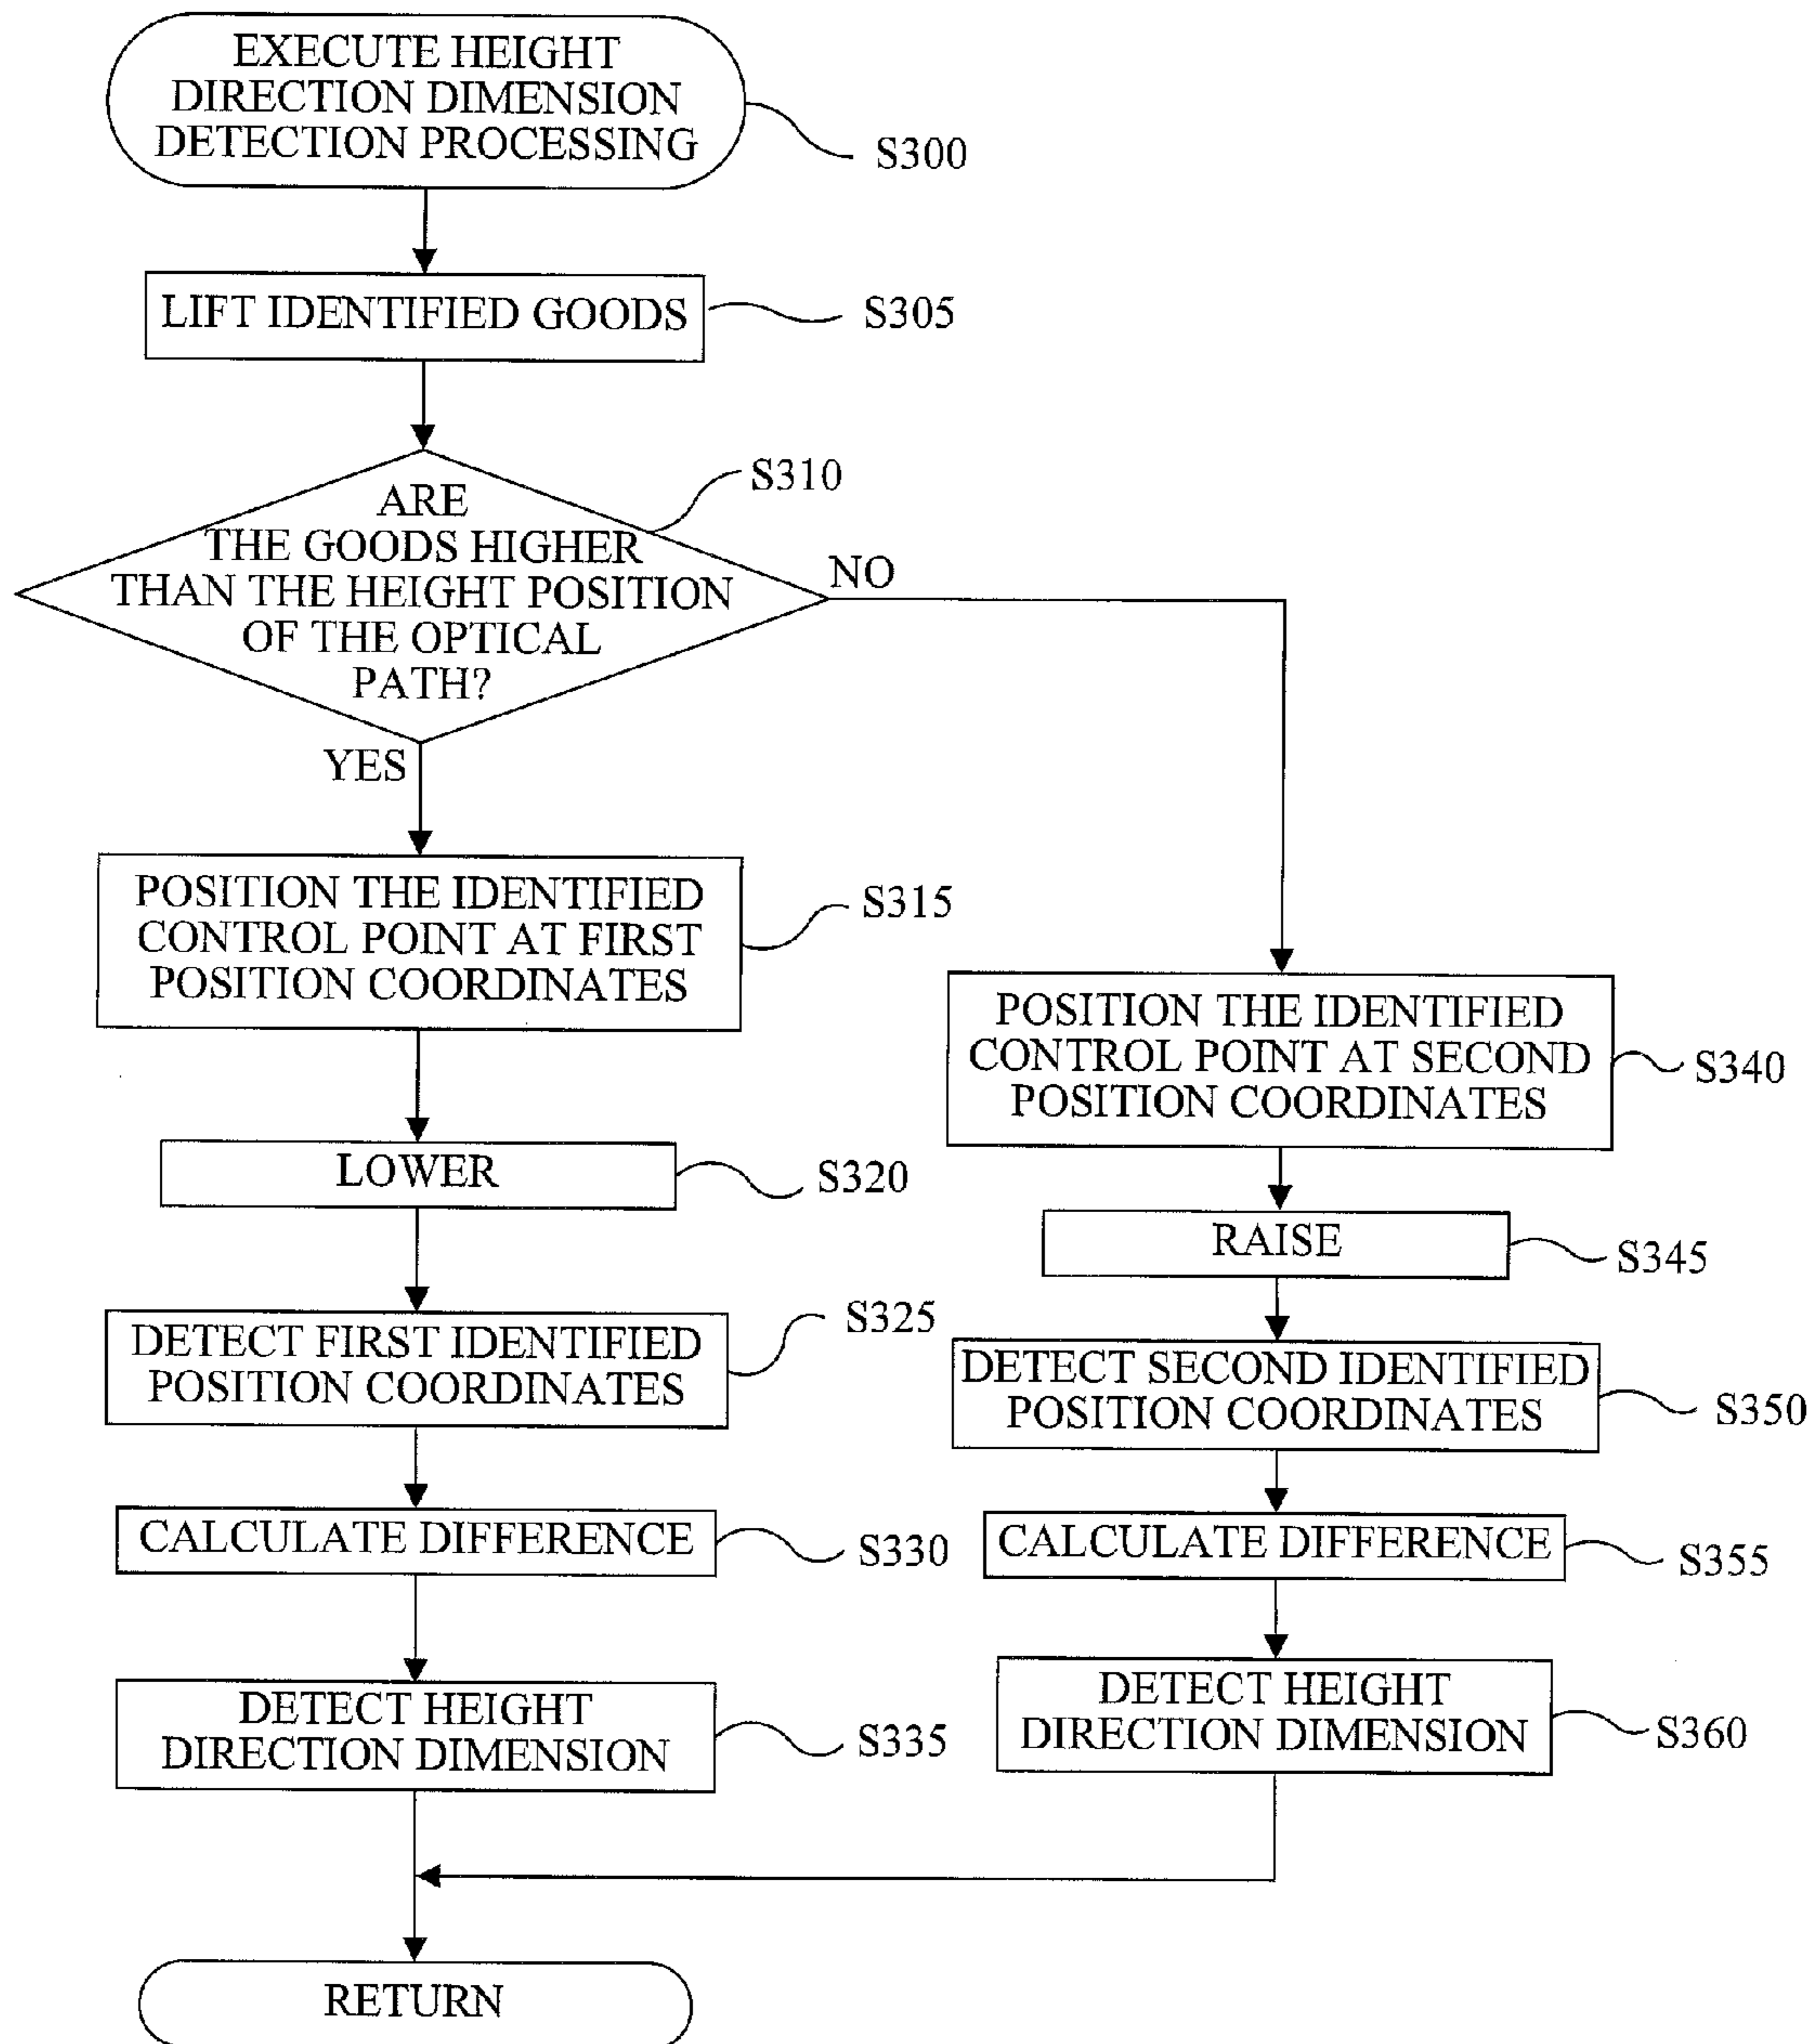 EXECUTE HEIGHT
DIRECTION DIMENSION
DETECTION PROCESSING
S300
LIFT IDENTIFIED GOODS
S305
S310
ARE
THE GOODS HIGHER
THAN THE HEIGHT POSITION
OF THE OPTICAL
PATH?
NO
YES
POSITION THE IDENTIFIED
CONTROL POINT AT FIRST
POSITION COORDINATES
S315
LOWER
S320
DETECT FIRST IDENTIFIED
POSITION COORDINATES
S325
CALCULATE DIFFERENCE
S330
DETECT HEIGHT
DIRECTION DIMENSION
S335
POSITION THE IDENTIFIED
CONTROL POINT AT SECOND
POSITION COORDINATES
S340
RAISE
S345
DETECT SECOND IDENTIFIED
POSITION COORDINATES
S350
CALCULATE DIFFERENCE
S355
DETECT HEIGHT
DIRECTION DIMENSION
S360
RETURN